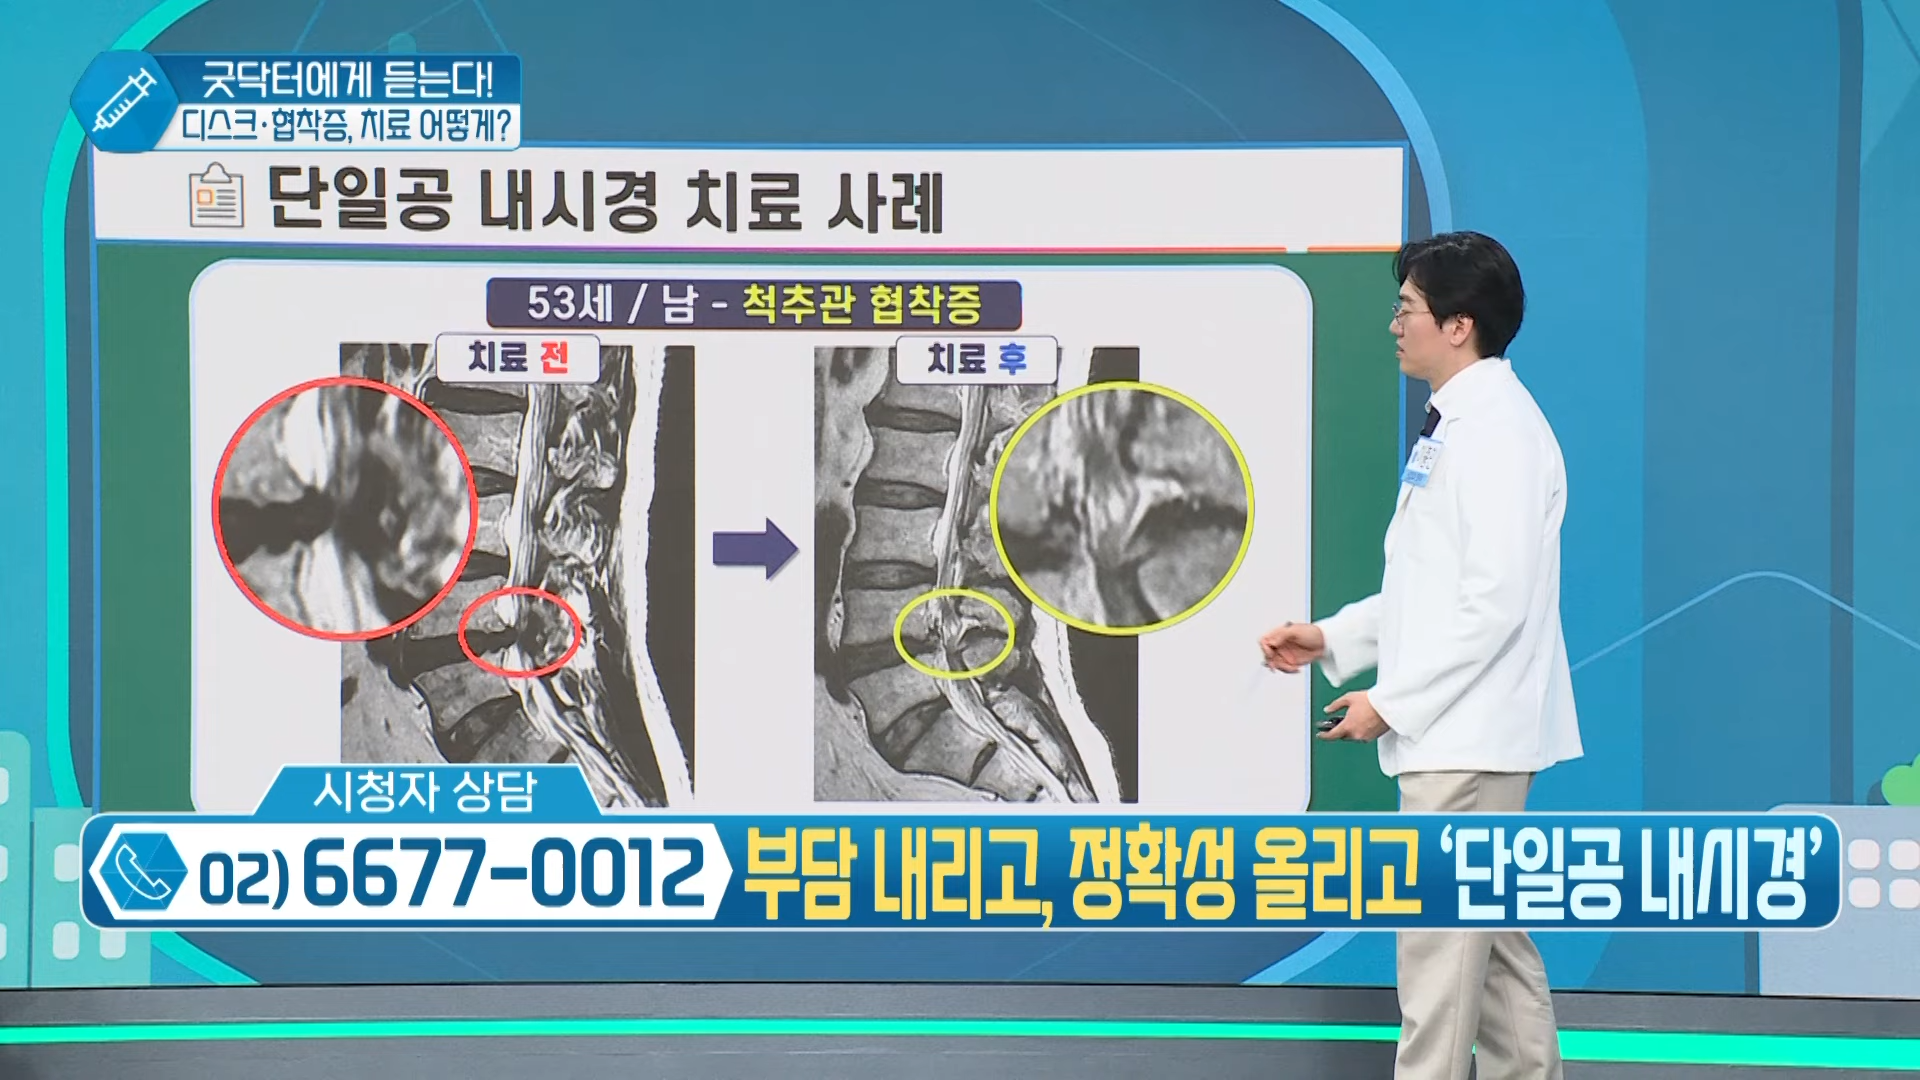 굿닥터에게 듣는다!
디스크·협착증, 치료 어떻게?
단일공 내시경 치료 사례
53세 / 남 - 척추관 협착증
치료 전
치료 후
시청자 상담
02) 6677-0012
부담 내리고, 정확성 올리고 ‘단일공 내시경’